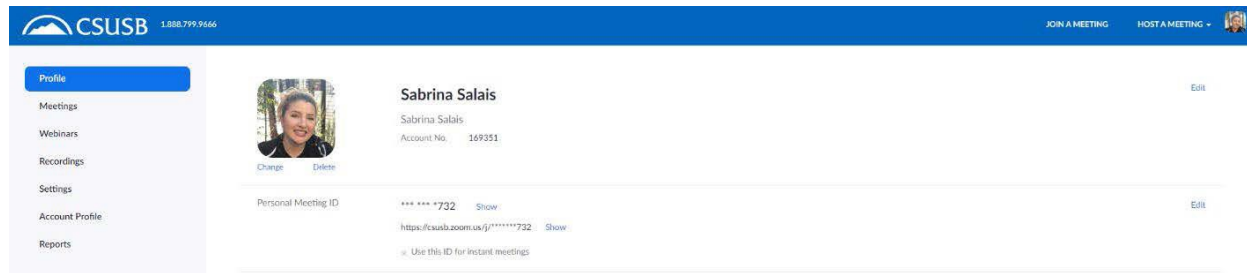 CSUSB 1.888.799.9666 JOIN A MEETING HOST A MEETING
Profile
Meetings
Webinars
Recordings
Settings
Account Profile
Reports
Change Delete
Sabrina Salais
Edit
Sabrina Salais
Account No. 169351
Personal Meeting ID *** *** *732 Show Edit
https://csusb.zoom.us/j/*******732 Show
Use this ID for instant meetings